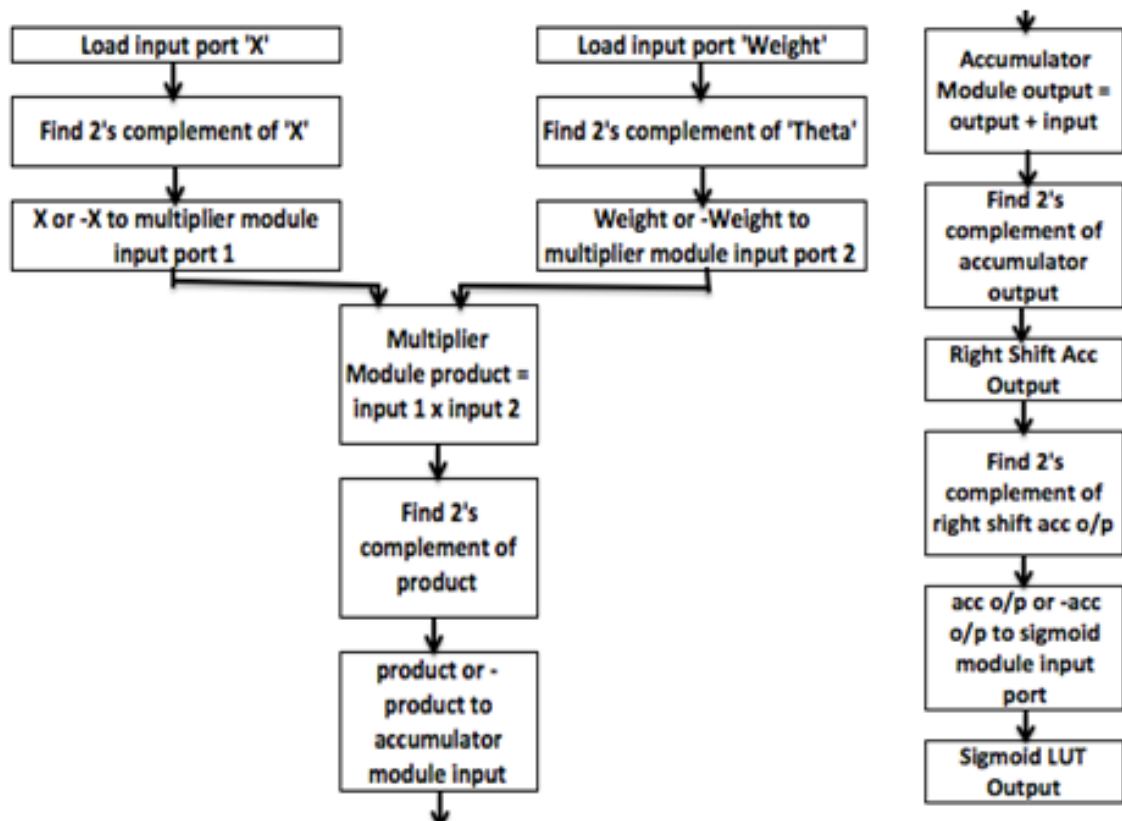 Load input port 'X'
Find 2's complement of 'X'
X or -X to multiplier module
input port 1
Load input port 'Weight'
Find 2's complement of 'Theta'
Weight or -Weight to
multiplier module input port 2
Multiplier
Module product =
input 1 x input 2
Find 2's
complement of
product
product or -
product to
accumulator
module input
Accumulator
Module output =
output + input
Find 2's
complement of
accumulator
output
Right Shift Acc
Output
Find 2's
complement of
right shift acc o/p
acc o/p or -acc
o/p to sigmoid
module input
port
Sigmoid LUT
Output